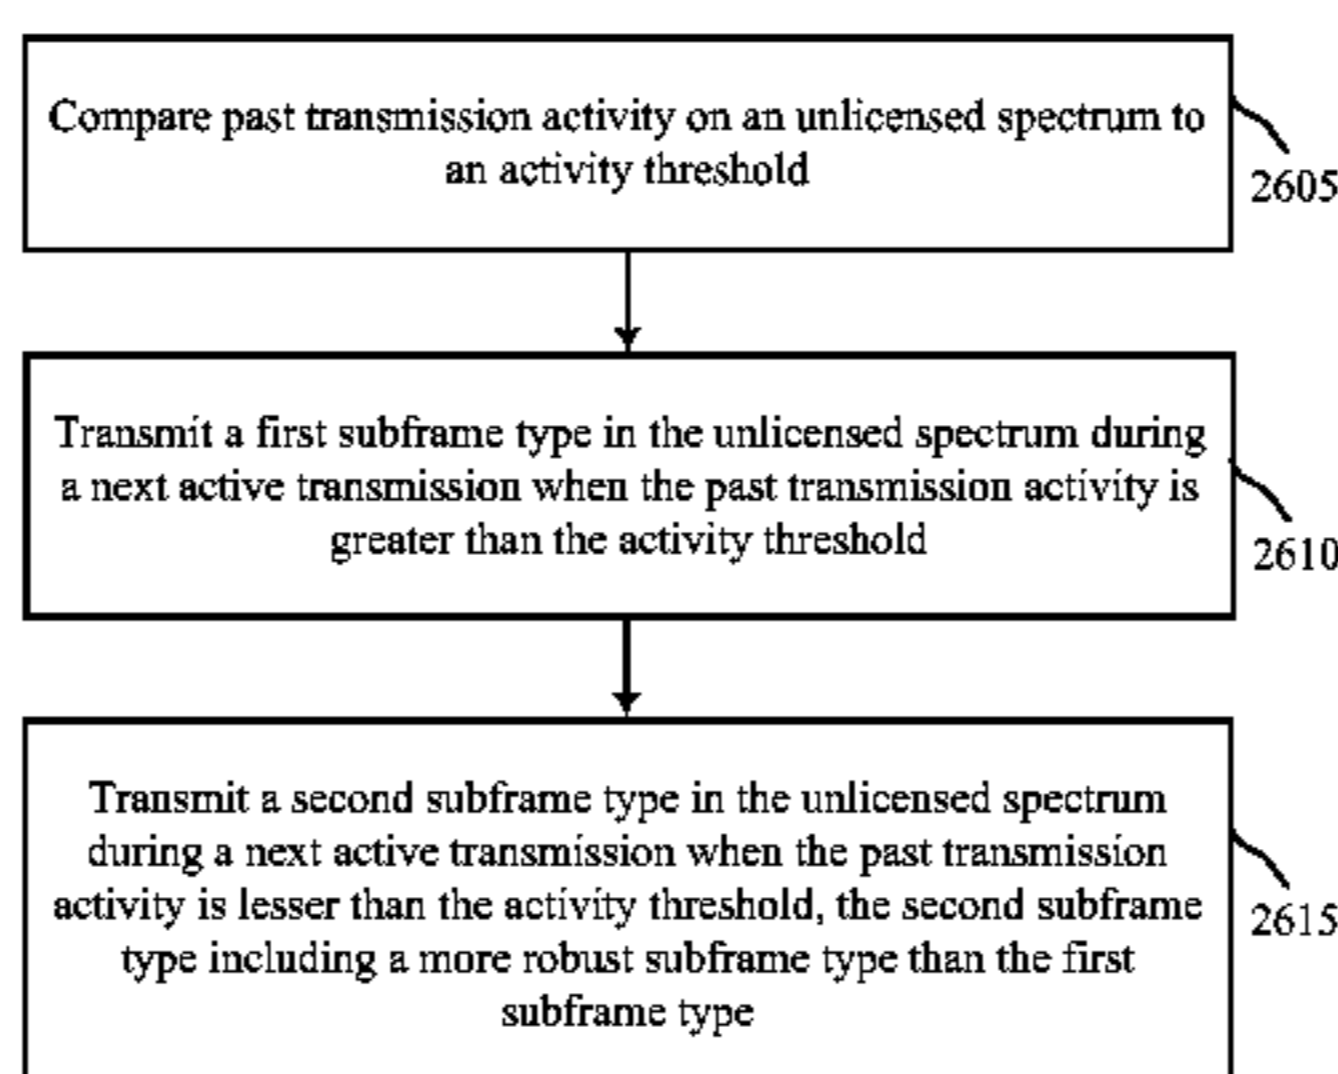 Compare past transmission activity on an unlicensed spectrum to
an activity threshold
2605
Transmit a first subframe type in the unlicensed spectrum during
a next active transmission when the past transmission activity is
greater than the activity threshold
2610
Transmit a second subframe type in the unlicensed spectrum
during a next active transmission when the past transmission
activity is lesser than the activity threshold, the second subframe
type including a more robust subframe type than the first
subframe type
2615